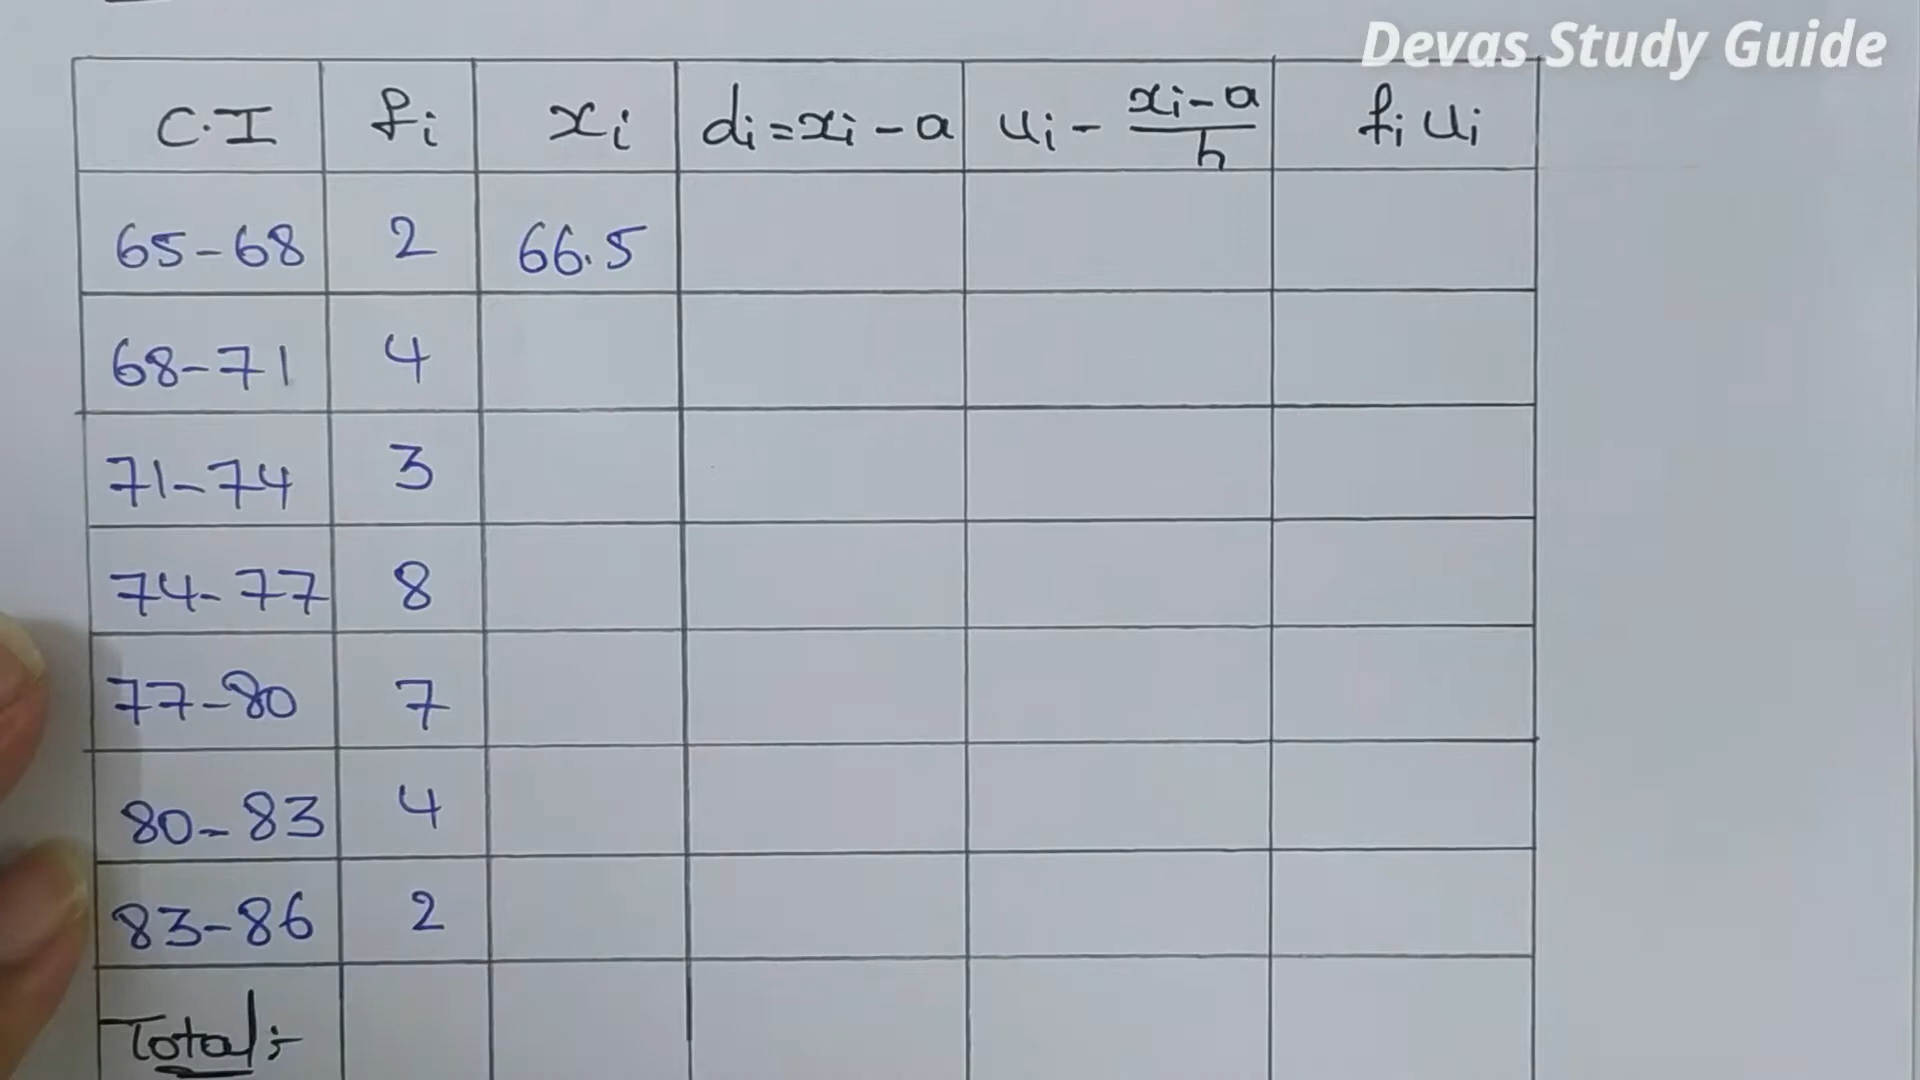 Devas Study Guide
C.I fi xi di=xi-a ui - xi-a/h fiui
65-68 2 66.5
68-71 4
71-74 3
74-77 8
77-80 7
80-83 4
83-86 2
Total:-